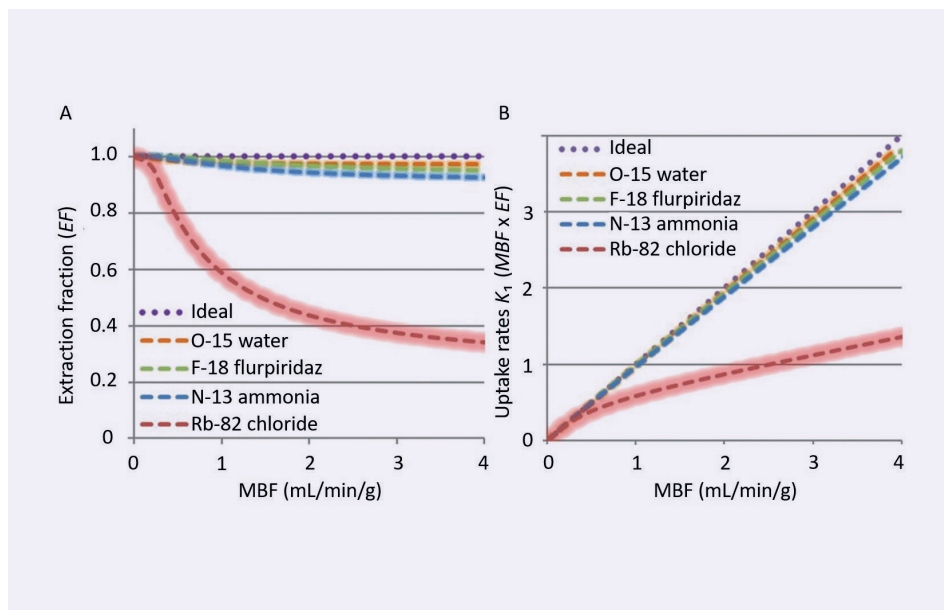 A
Extraction fraction (EF)
1.0
0.8
0.6
0.4
0.2
0
Ideal
O-15 water
F-18 flurpiridaz
N-13 ammonia
Rb-82 chloride
0 1 2 3 4
MBF (mL/min/g)
B
Uptake rates K₁ (MBF x EF)
3
2
1
0
Ideal
O-15 water
F-18 flurpiridaz
N-13 ammonia
Rb-82 chloride
0 1 2 3 4
MBF (mL/min/g)